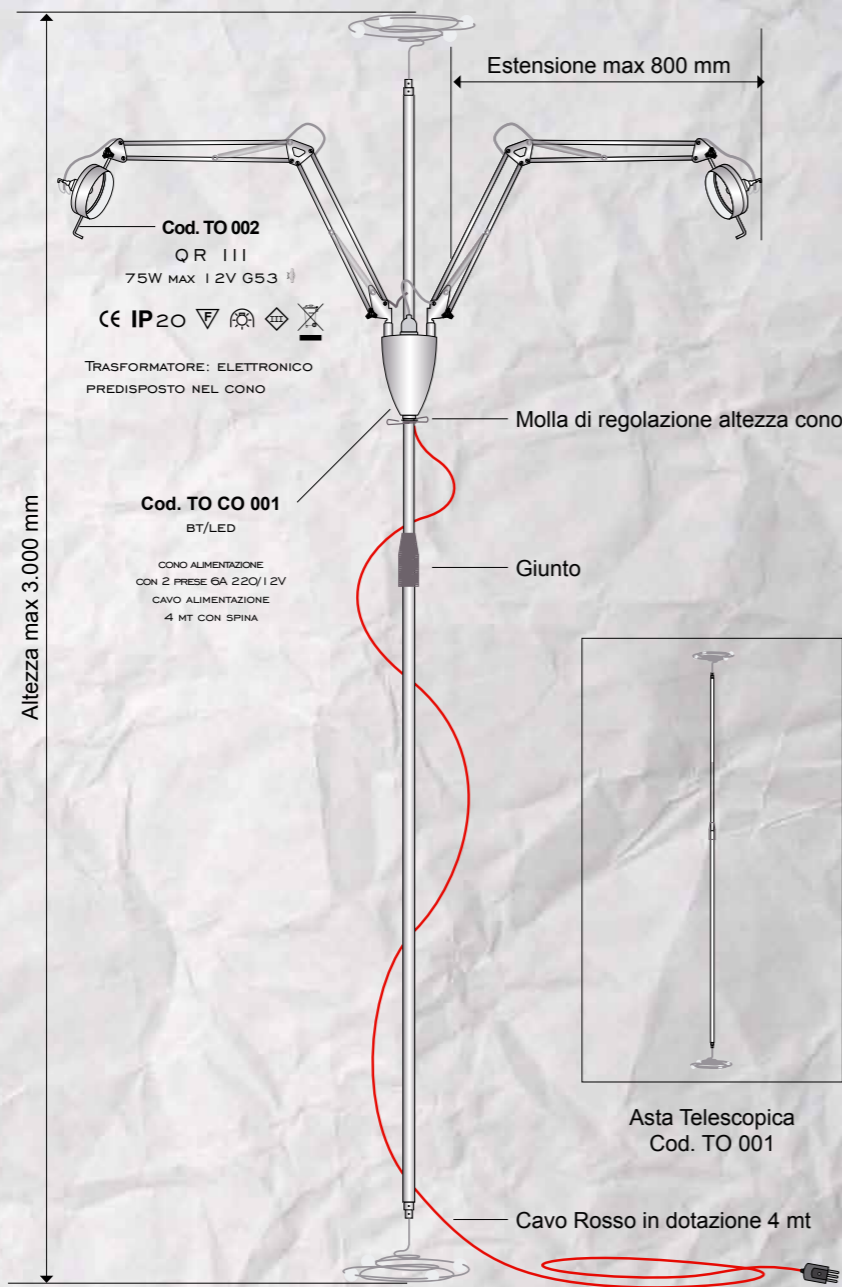 Estensione max 800 mm
Cod. TO 002
QR 111
75W MAX 12V G53
CE IP20 F III
TRASFORMATORE: ELETTRONICO
PREDISPOSTO NEL CONO
Molla di regolazione altezza cono
Cod. TO CO 001
BT/LED
CONO ALIMENTAZIONE
CON 2 PRESE 6A 220/12V
CAVO ALIMENTAZIONE
4 MT CON SPINA
Giunto
Altezza max 3.000 mm
Asta Telescopica
Cod. TO 001
Cavo Rosso in dotazione 4 mt